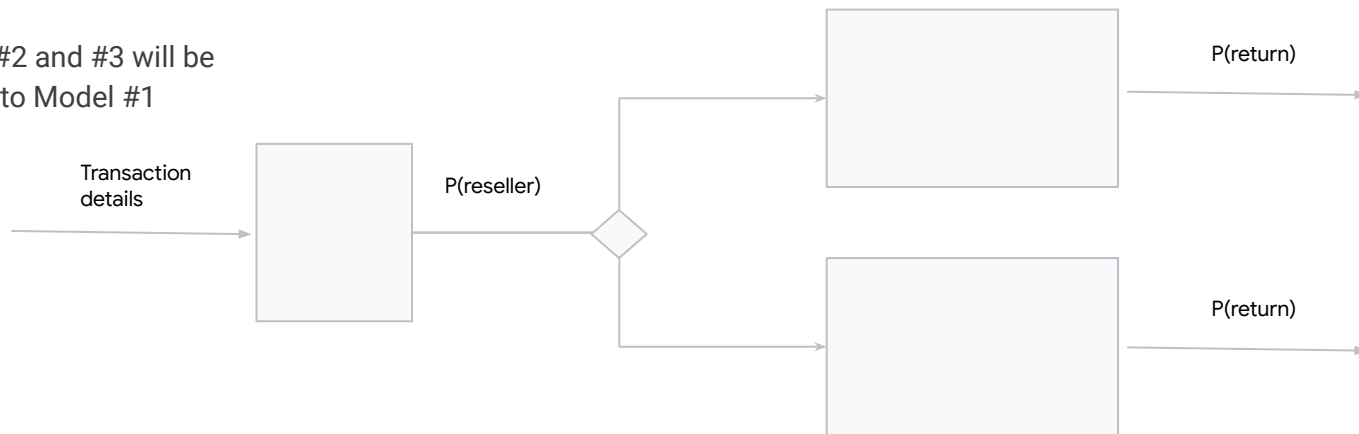 #2 and #3 will be
to Model #1
Transaction
details
P(reseller)
P(return)
P(return)